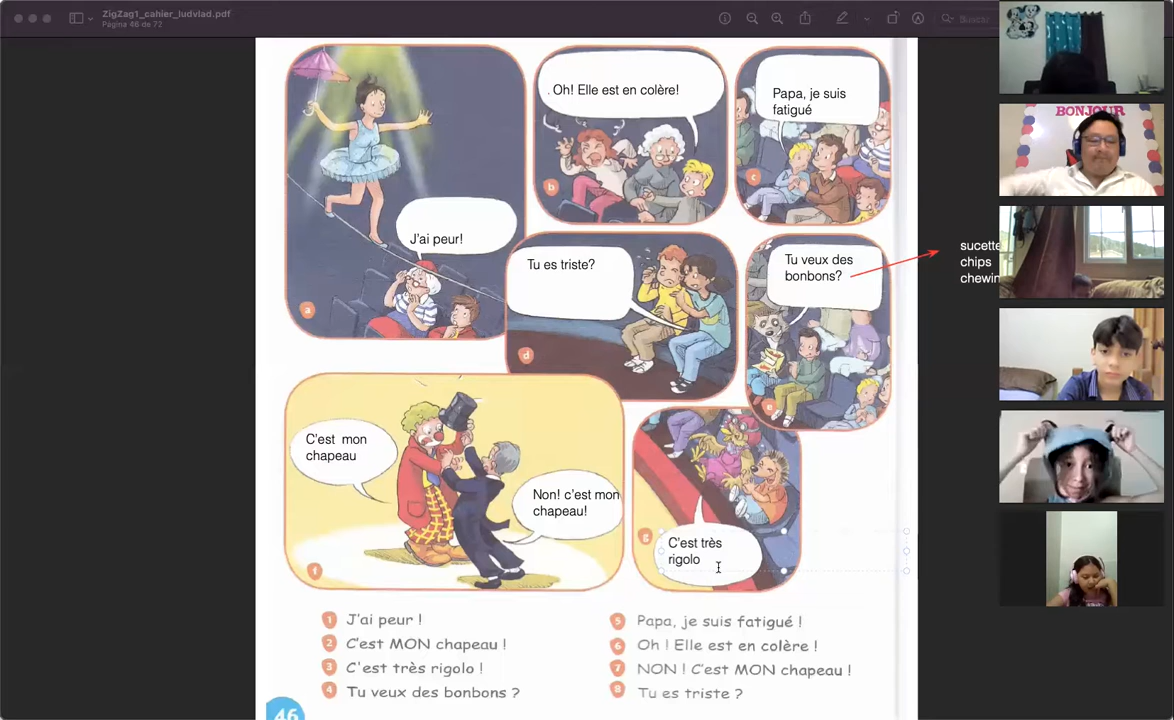 ZigZag1_cahier_ludvlad.pdf
Página 46 de 72
Buscar
Oh! Elle est en colère!
Papa, je suis
fatigué
b
c
J'ai peur!
a
Tu es triste?
d
Tu veux des
bonbons?
e
sucette
chips
chewin
BONJOUR
C'est mon
chapeau
Non! c'est mon
chapeau!
f
g
C'est très
rigolo
1 J'ai peur !
2 C'est MON chapeau !
3 C'est très rigolo !
4 Tu veux des bonbons ?
5 Papa, je suis fatigué !
6 Oh ! Elle est en colère !
7 NON ! C'est MON chapeau !
8 Tu es triste ?
46